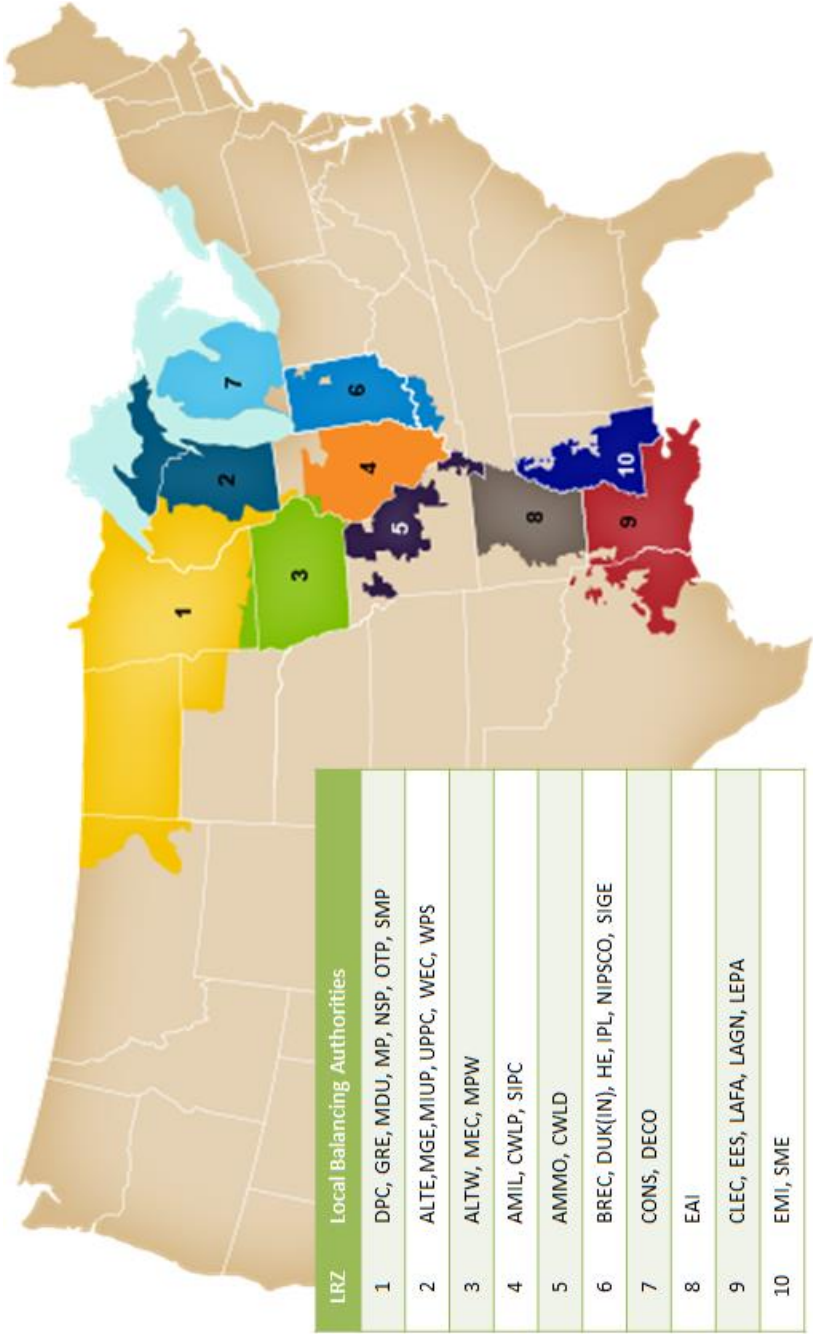 1
2
3
4
5
6
7
8
9
10
LRZ Local Balancing Authorities
1 DPC, GRE, MDU, MP, NSP, OTP, SMP
2 ALTE,MGE,MIUP, UPPC, WEC, WPS
3 ALTW, MEC, MPW
4 AMIL, CWLP, SIPC
5 AMMO, CWLD
6 BREC, DUK(IN), HE, IPL, NIPSCO, SIGE
7 CONS, DECO
8 EAI
9 CLEC, EES, LAFA, LAGN, LEPA
10 EMI, SME